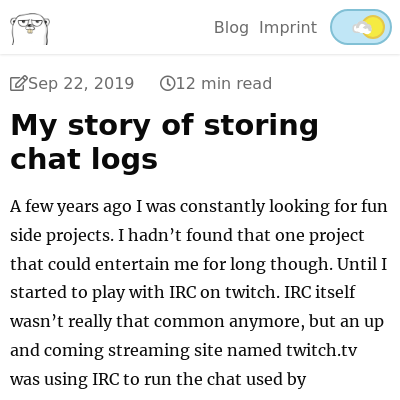 Blog Imprint
Sep 22, 2019 12 min read
My story of storing
chat logs
A few years ago I was constantly looking for fun
side projects. I hadn’t found that one project
that could entertain me for long though. Until I
started to play with IRC on twitch. IRC itself
wasn’t really that common anymore, but an up
and coming streaming site named twitch.tv
was using IRC to run the chat used by